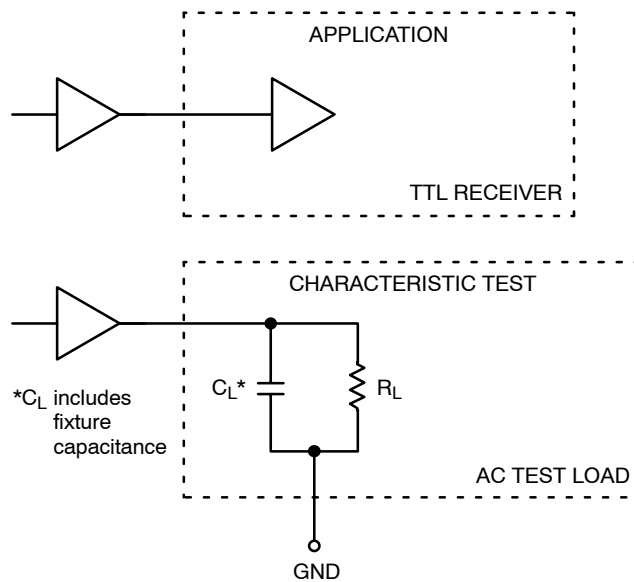 APPLICATION
TTL RECEIVER
CHARACTERISTIC TEST
CL*
RL
*CL includes
fixture
capacitance
AC TEST LOAD
GND